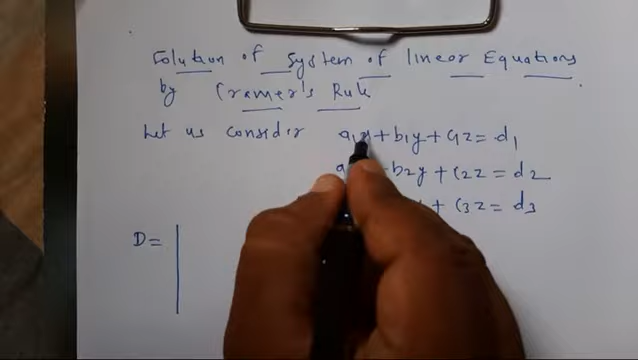 Solution of System of linear Equations
by Cramer's Rule
Let us consider a₁x + b₁y + c₁z = d₁
a + b₂y + c₂z = d₂
y + c₃z = d₃
D =